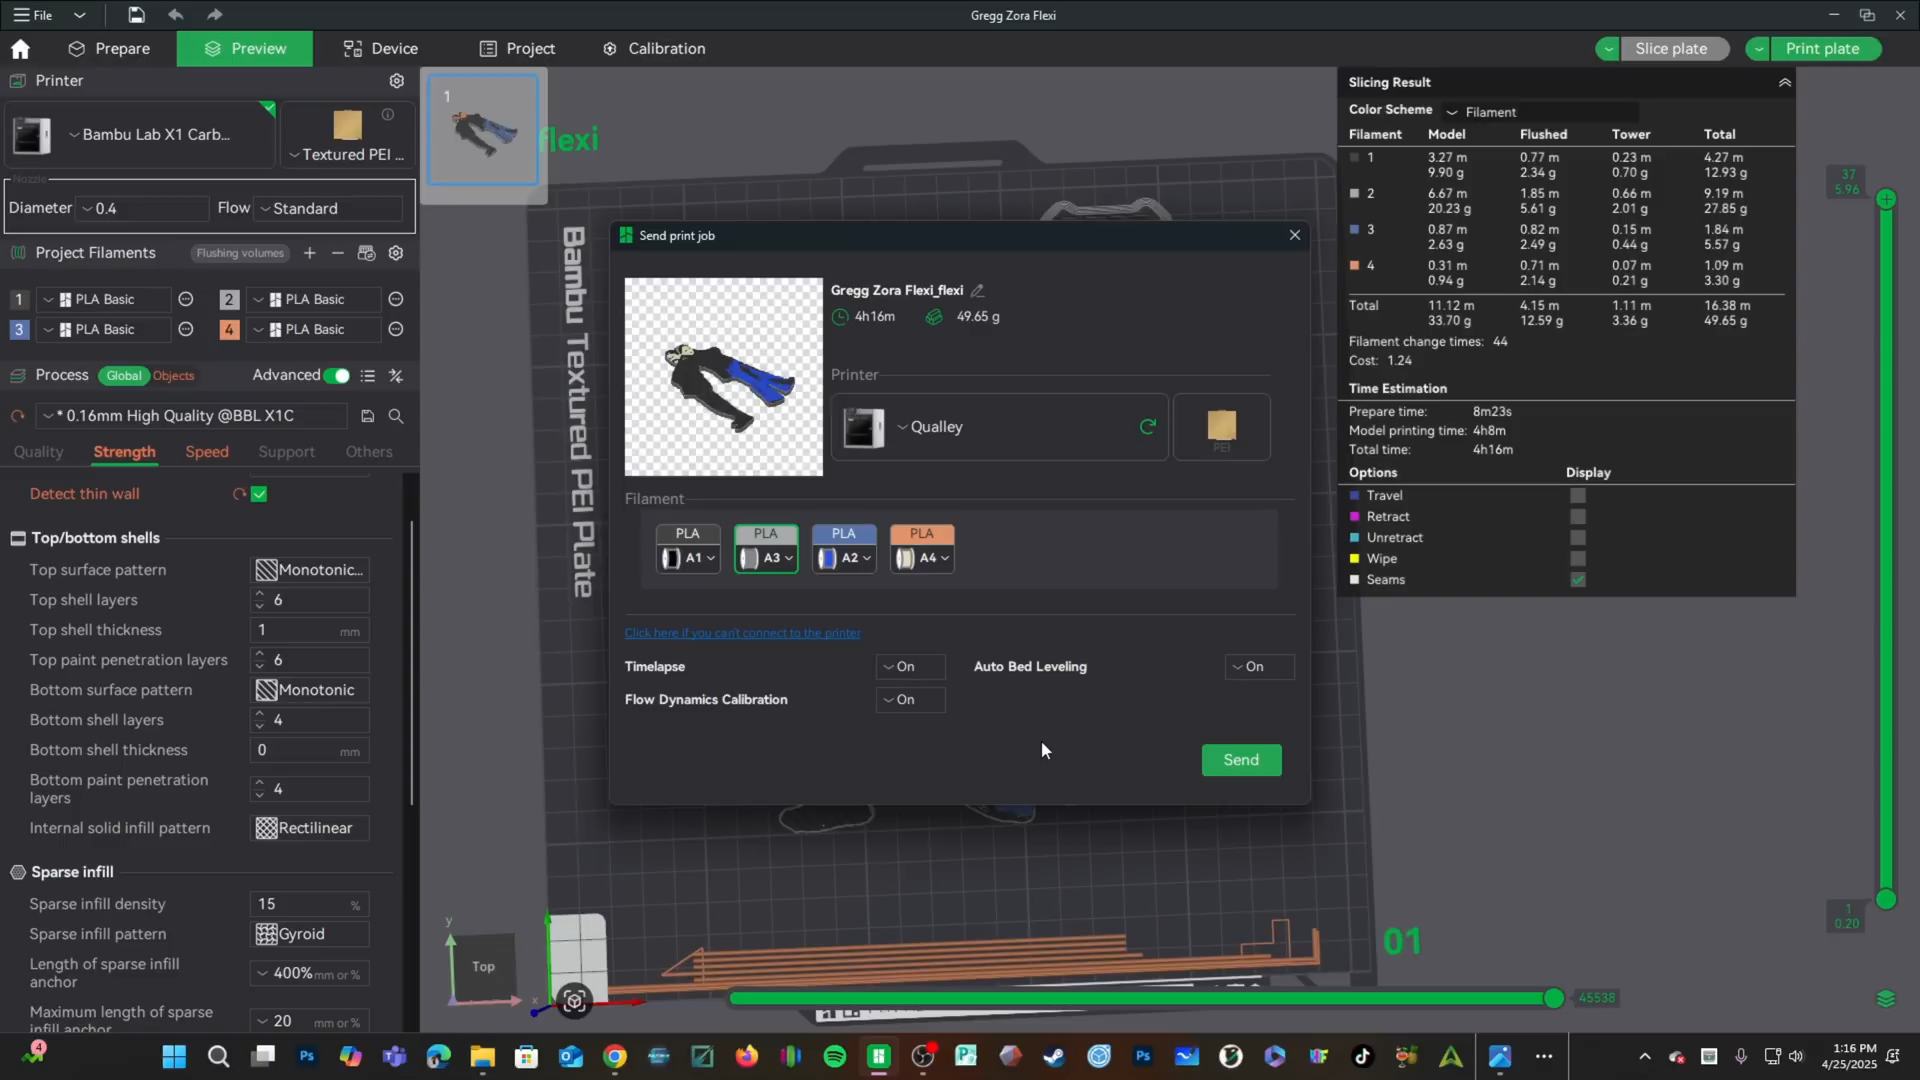 File
Gregg Zora Flexi
Prepare
Preview
Device
Project
Calibration
Slice plate
Print plate
Printer
Bambu Lab X1 Carb...
Textured PEI ...
Nozzle
Diameter
0.4
Flow
Standard
Project Filaments
Flushing volumes
1 PLA Basic
2 PLA Basic
3 PLA Basic
4 PLA Basic
Process
Global
Objects
Advanced
* 0.16mm High Quality @BBL X1C
Quality
Strength
Speed
Support
Others
Detect thin wall
Top/bottom shells
Top surface pattern Monotonic...
Top shell layers 6
Top shell thickness 1 mm
Top paint penetration layers 6
Bottom surface pattern Monotonic
Bottom shell layers 4
Bottom shell thickness 0 mm
Bottom paint penetration
layers
4
Internal solid infill pattern Rectilinear
Sparse infill
Sparse infill density 15 %
Sparse infill pattern Gyroid
Length of sparse infill
anchor
400% mm or %
Maximum length of sparse
infill anchor
20 mm or %
1
flexi
Bambu Textured PEI Plate
Send print job
Gregg Zora Flexi_flexi
4h16m
49.65 g
Printer
Qualley
PEI
Filament
PLA
A1
PLA
A3
PLA
A2
PLA
A4
Click here if you can't connect to the printer
Timelapse On
Auto Bed Leveling On
Flow Dynamics Calibration On
Send
01
y
Top
x
45538
Slicing Result
Color Scheme Filament
Filament Model Flushed Tower Total
1 3.27 m 0.77 m 0.23 m 4.27 m
9.90 g 2.34 g 0.70 g 12.93 g
2 6.67 m 1.85 m 0.66 m 9.19 m
20.23 g 5.61 g 2.01 g 27.85 g
3 0.87 m 0.82 m 0.15 m 1.84 m
2.63 g 2.49 g 0.44 g 5.57 g
4 0.31 m 0.71 m 0.07 m 1.09 m
0.94 g 2.14 g 0.21 g 3.30 g
Total 11.12 m 4.15 m 1.11 m 16.38 m
33.70 g 12.59 g 3.36 g 49.65 g
Filament change times: 44
Cost: 1.24
Time Estimation
Prepare time: 8m23s
Model printing time: 4h8m
Total time: 4h16m
Options Display
Travel
Retract
Unretract
Wipe
Seams
37
5.96
1
0.20
4
1:16 PM
4/25/2025